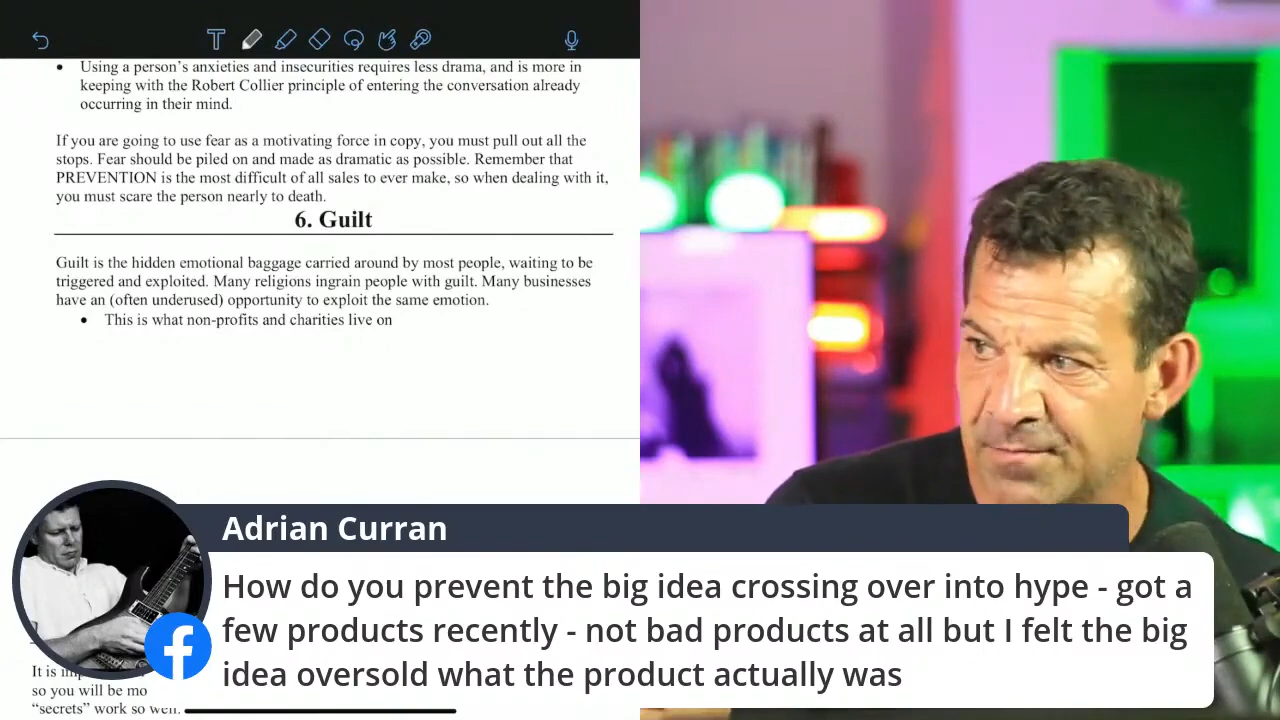 • Using a person's anxieties and insecurities requires less drama, and is more in
keeping with the Robert Collier principle of entering the conversation already
occurring in their mind.
If you are going to use fear as a motivating force in copy, you must pull out all the
stops. Fear should be piled on and made as dramatic as possible. Remember that
PREVENTION is the most difficult of all sales to ever make, so when dealing with it,
you must scare the person nearly to death.
6. Guilt
Guilt is the hidden emotional baggage carried around by most people, waiting to be
triggered and exploited. Many religions ingrain people with guilt. Many businesses
have an (often underused) opportunity to exploit the same emotion.
• This is what non-profits and charities live on
Adrian Curran
How do you prevent the big idea crossing over into hype - got a
few products recently - not bad products at all but I felt the big
idea oversold what the product actually was
It is
so you will be mo
"secrets" work so well.